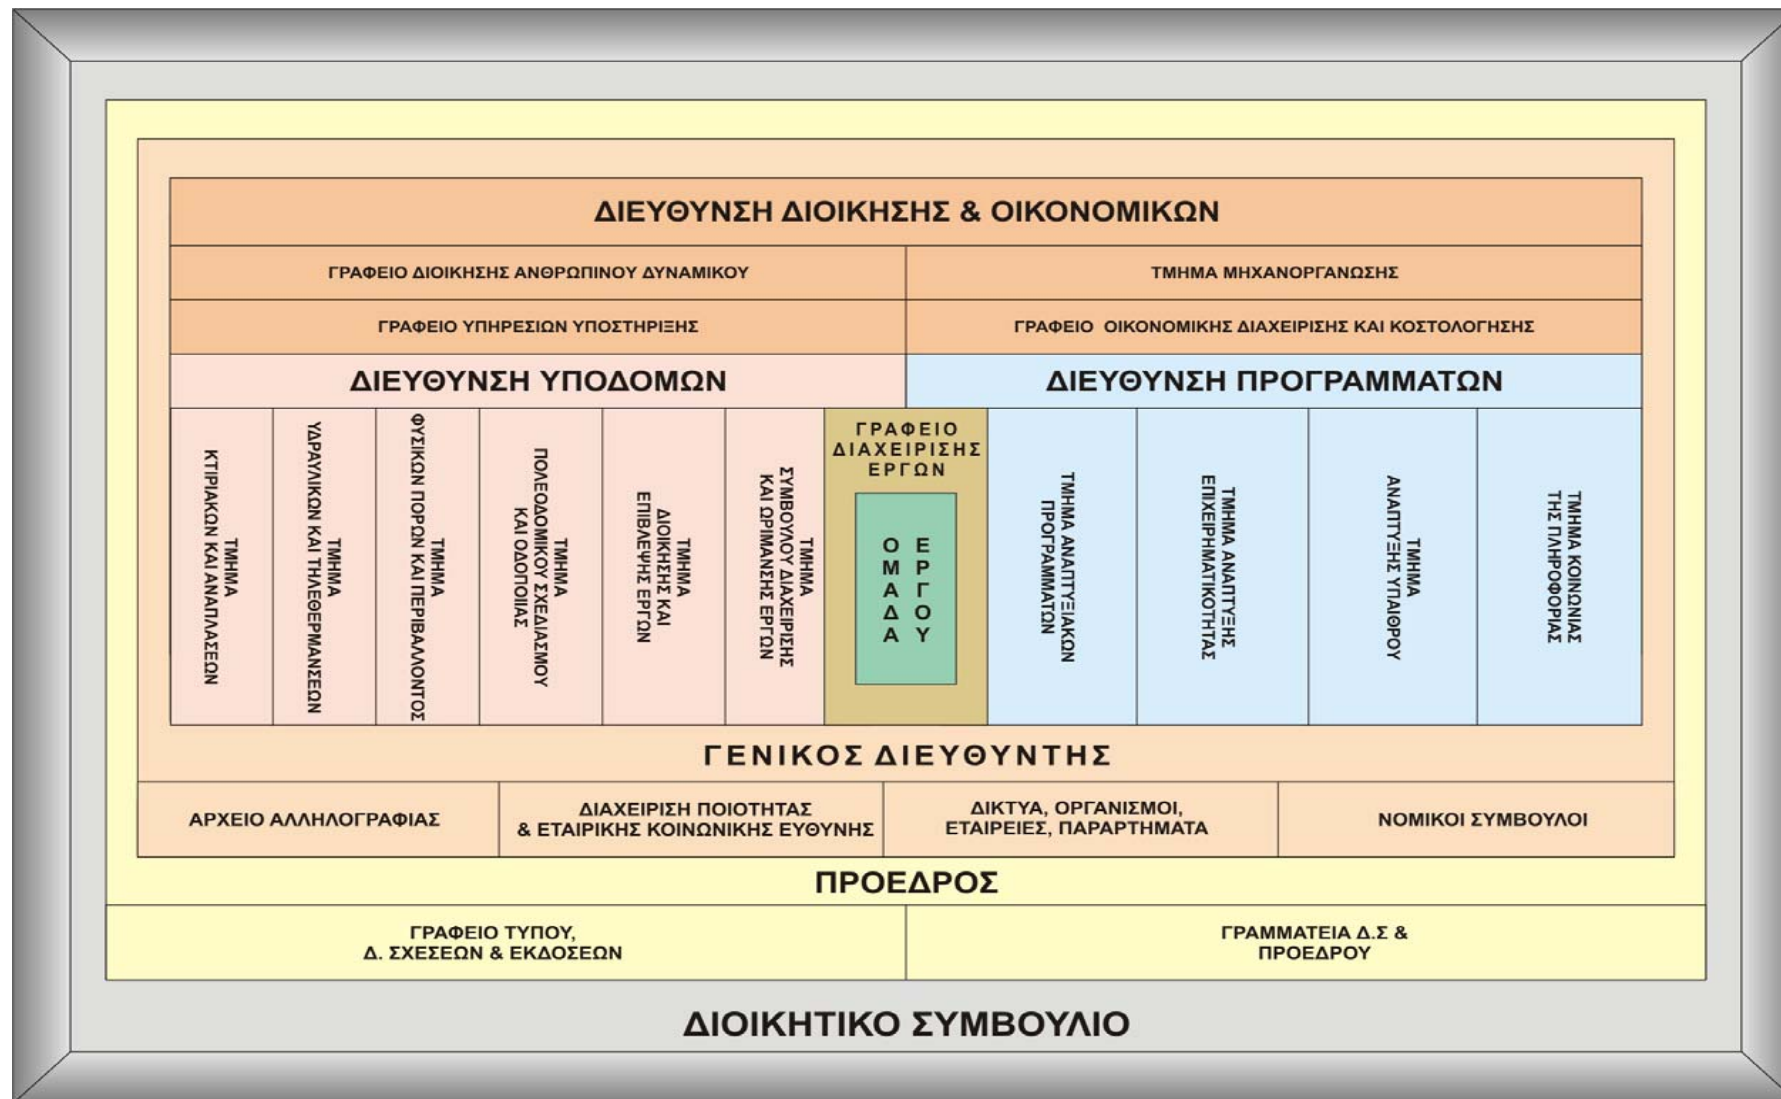 ΔΙΕΥΘΥΝΣΗ ΔΙΟΙΚΗΣΗΣ & ΟΙΚΟΝΟΜΙΚΩΝ
ΓΡΑΦΕΙΟ ΔΙΟΙΚΗΣΗΣ ΑΝΘΡΩΠΙΝΟΥ ΔΥΝΑΜΙΚΟΥ
ΤΜΗΜΑ ΜΗΧΑΝΟΡΓΑΝΩΣΗΣ
ΓΡΑΦΕΙΟ ΥΠΗΡΕΣΙΩΝ ΥΠΟΣΤΗΡΙΞΗΣ
ΓΡΑΦΕΙΟ ΟΙΚΟΝΟΜΙΚΗΣ ΔΙΑΧΕΙΡΙΣΗΣ ΚΑΙ ΚΟΣΤΟΛΟΓΗΣΗΣ
ΔΙΕΥΘΥΝΣΗ ΥΠΟΔΟΜΩΝ
ΔΙΕΥΘΥΝΣΗ ΠΡΟΓΡΑΜΜΑΤΩΝ
ΤΜΗΜΑ
ΚΤΙΡΙΑΚΩΝ ΚΑΙ ΑΝΑΠΛΑΣΕΩΝ
ΤΜΗΜΑ
ΥΔΡΑΥΛΙΚΩΝ ΚΑΙ ΤΗΛΕΘΕΡΜΑΝΣΕΩΝ
ΤΜΗΜΑ
ΦΥΣΙΚΩΝ ΠΟΡΩΝ ΚΑΙ ΠΕΡΙΒΑΛΛΟΝΤΟΣ
ΤΜΗΜΑ
ΠΟΛΕΟΔΟΜΙΚΟΥ ΣΧΕΔΙΑΣΜΟΥ
ΚΑΙ ΟΔΟΠΟΙΙΑΣ
ΤΜΗΜΑ
ΔΙΟΙΚΗΣΗΣ ΚΑΙ
ΕΠΙΒΛΕΨΗΣ ΕΡΓΩΝ
ΤΜΗΜΑ
ΣΥΜΒΟΥΛΟΥ ΔΙΑΧΕΙΡΙΣΗΣ
ΚΑΙ ΩΡΙΜΑΝΣΗΣ ΕΡΓΩΝ
ΓΡΑΦΕΙΟ
ΔΙΑΧΕΙΡΙΣΗΣ
ΕΡΓΩΝ
ΟΜΑΔΑ
ΕΡΓΟΥ
ΤΜΗΜΑ ΑΝΑΠΤΥΞΙΑΚΩΝ
ΠΡΟΓΡΑΜΜΑΤΩΝ
ΤΜΗΜΑ ΑΝΑΠΤΥΞΗΣ
ΕΠΙΧΕΙΡΗΜΑΤΙΚΟΤΗΤΑΣ
ΤΜΗΜΑ
ΑΝΑΠΤΥΞΗΣ ΥΠΑΙΘΡΟΥ
ΤΜΗΜΑ ΚΟΙΝΩΝΙΑΣ
ΤΗΣ ΠΛΗΡΟΦΟΡΙΑΣ
ΓΕΝΙΚΟΣ ΔΙΕΥΘΥΝΤΗΣ
ΑΡΧΕΙΟ ΑΛΛΗΛΟΓΡΑΦΙΑΣ
ΔΙΑΧΕΙΡΙΣΗ ΠΟΙΟΤΗΤΑΣ
& ΕΤΑΙΡΙΚΗΣ ΚΟΙΝΩΝΙΚΗΣ ΕΥΘΥΝΗΣ
ΔΙΚΤΥΑ, ΟΡΓΑΝΙΣΜΟΙ,
ΕΤΑΙΡΕΙΕΣ, ΠΑΡΑΡΤΗΜΑΤΑ
ΝΟΜΙΚΟΙ ΣΥΜΒΟΥΛΟΙ
ΠΡΟΕΔΡΟΣ
ΓΡΑΦΕΙΟ ΤΥΠΟΥ,
Δ. ΣΧΕΣΕΩΝ & ΕΚΔΟΣΕΩΝ
ΓΡΑΜΜΑΤΕΙΑ Δ.Σ &
ΠΡΟΕΔΡΟΥ
ΔΙΟΙΚΗΤΙΚΟ ΣΥΜΒΟΥΛΙΟ